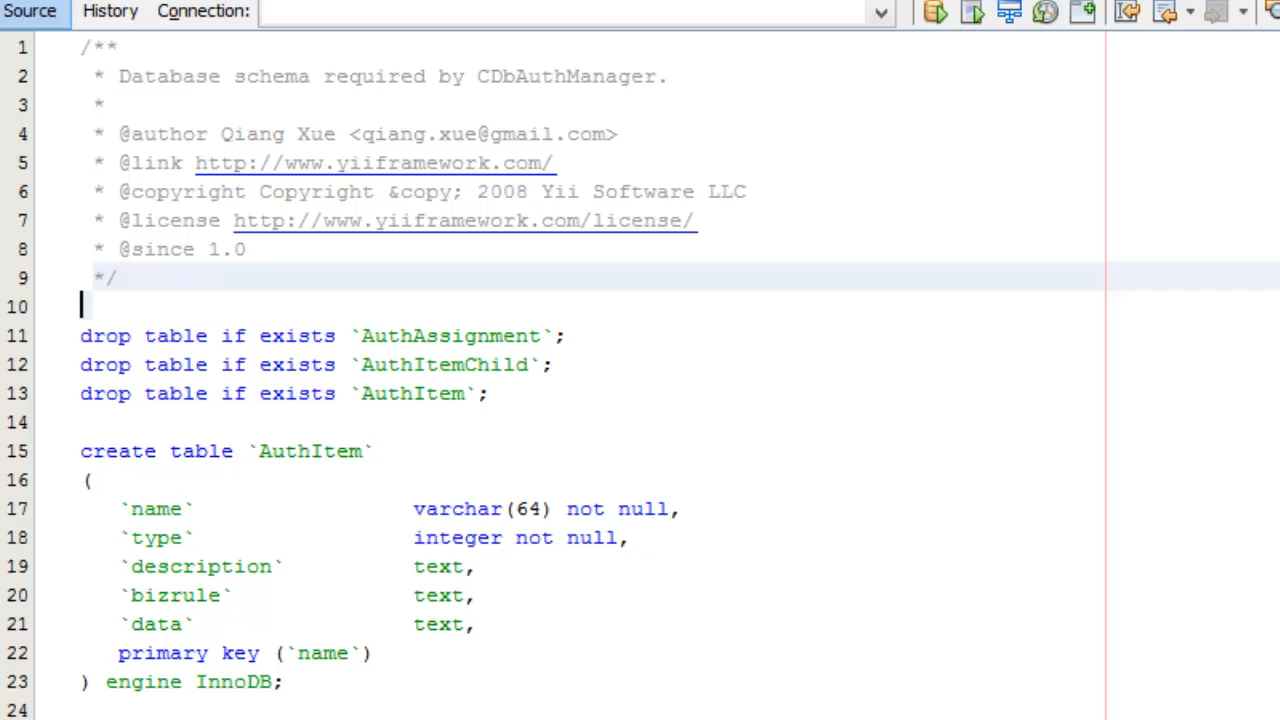 Source History Connection:
1 /**
2 * Database schema required by CDbAuthManager.
3 *
4 * @author Qiang Xue <qiang.xue@gmail.com>
5 * @link http://www.yiiframework.com/
6 * @copyright Copyright &copy; 2008 Yii Software LLC
7 * @license http://www.yiiframework.com/license/
8 * @since 1.0
9 */
10
11 drop table if exists `AuthAssignment`;
12 drop table if exists `AuthItemChild`;
13 drop table if exists `AuthItem`;
14
15 create table `AuthItem`
16 (
17 `name` varchar(64) not null,
18 `type` integer not null,
19 `description` text,
20 `bizrule` text,
21 `data` text,
22 primary key (`name`)
23 ) engine InnoDB;
24